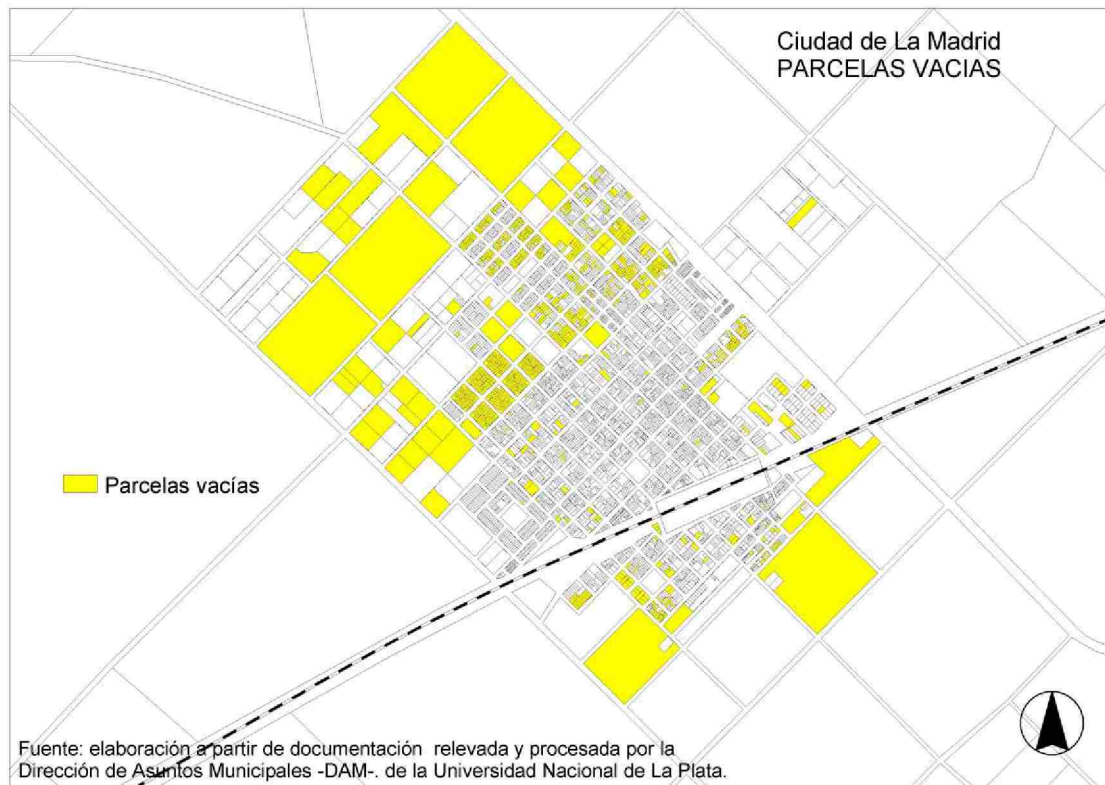 Ciudad de La Madrid
PARCELAS VACIAS
Parcelas vacías
Fuente: elaboración a partir de documentación relevada y procesada por la
Dirección de Asuntos Municipales -DAM-. de la Universidad Nacional de La Plata.